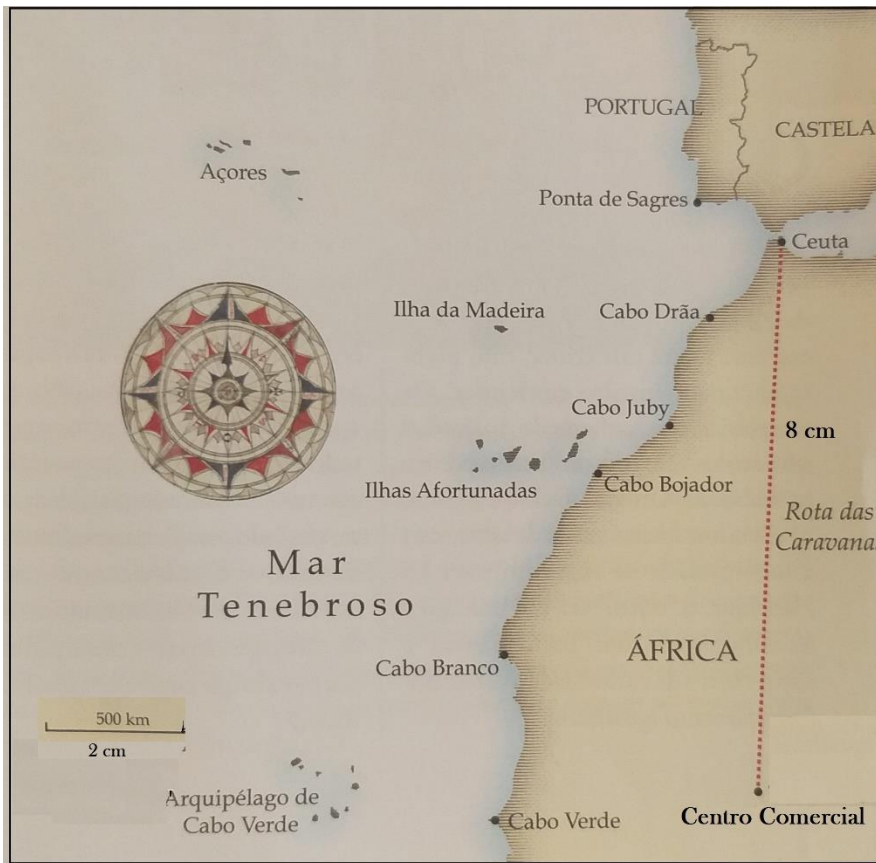 PORTUGAL
CASTELA
Açores
Ponta de Sagres
Ceuta
Ilha da Madeira
Cabo Drãa
Cabo Juby
8 cm
Ilhas Afortunadas
Cabo Bojador
Rota das
Caravana
Mar
Tenebroso
ÁFRICA
Cabo Branco
500 km
2 cm
Arquipélago de
Cabo Verde
Cabo Verde
Centro Comercial